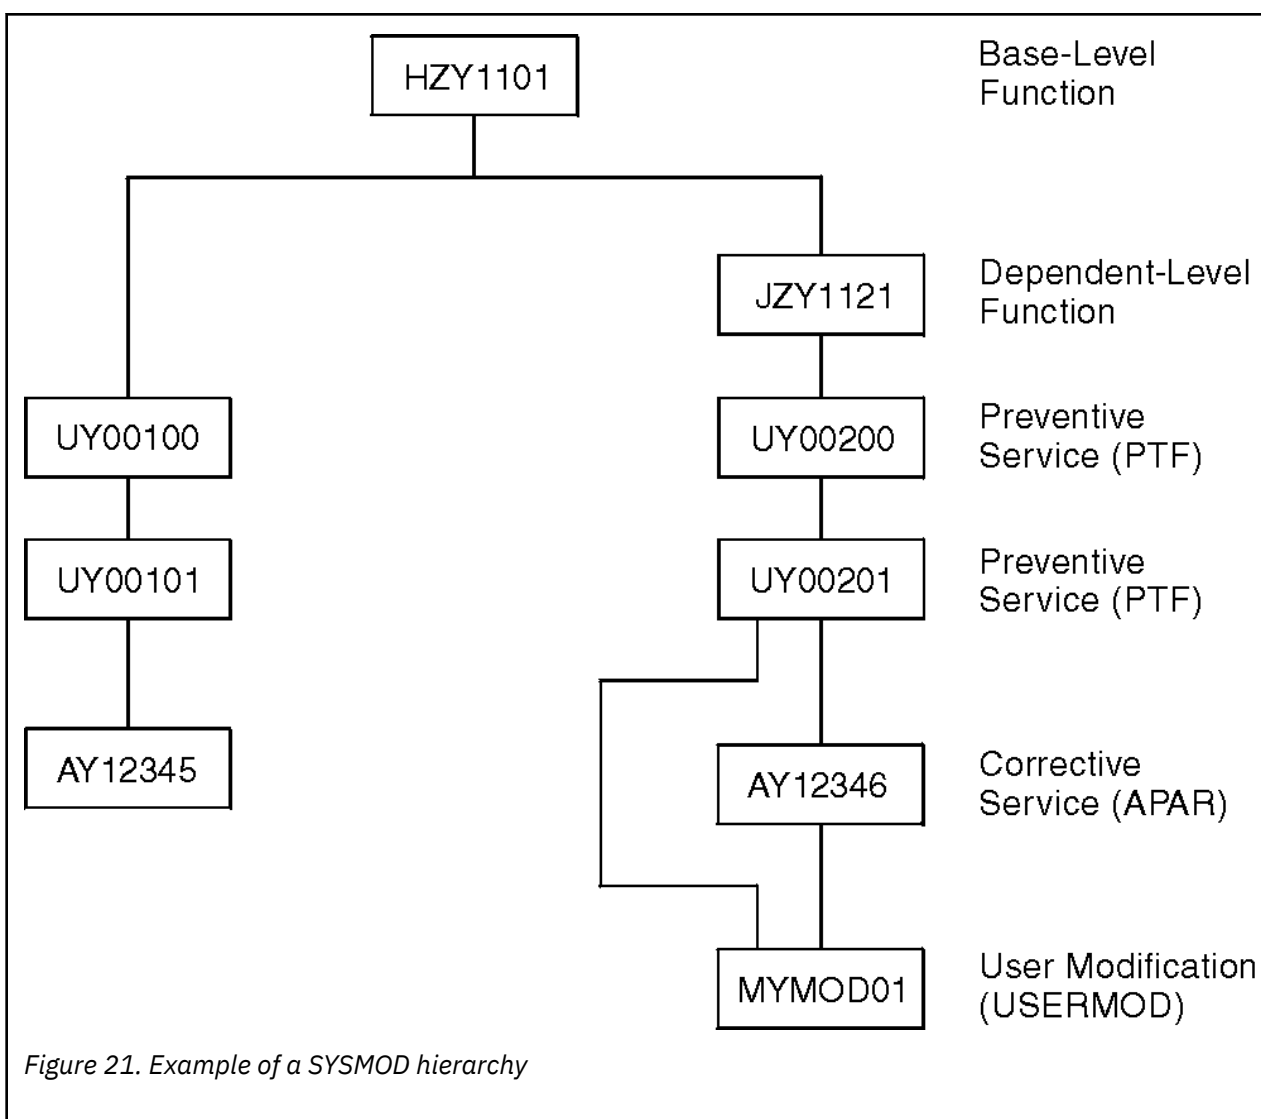 HZY1101
Base-Level
Function
JZY1121
Dependent-Level
Function
UY00100
UY00200
Preventive
Service (PTF)
UY00101
UY00201
Preventive
Service (PTF)
AY12345
AY12346
Corrective
Service (APAR)
MYMOD01
User Modification
(USERMOD)
Figure 21. Example of a SYSMOD hierarchy